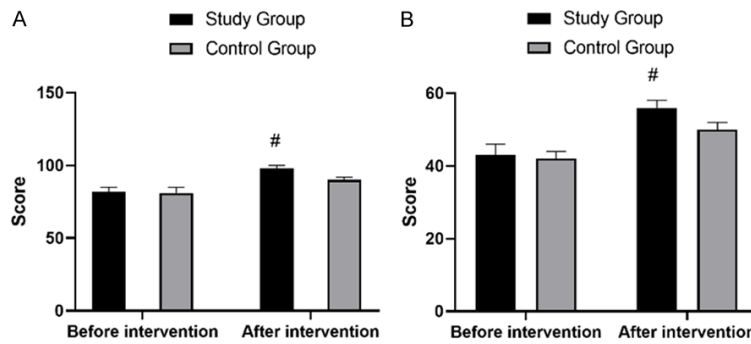 A
Study Group
Control Group
#
150
100
50
0
Score
Before intervention
After intervention
B
Study Group
Control Group
#
60
40
20
0
Score
Before intervention
After intervention